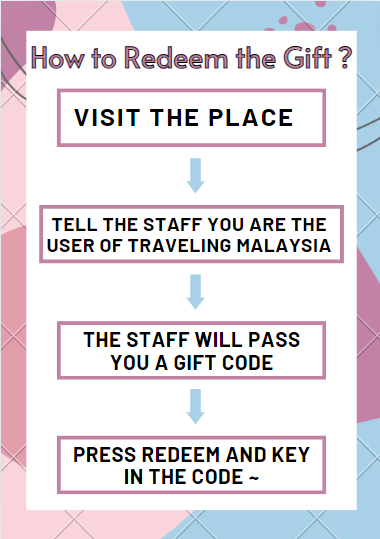 How to Redeem the Gift ?
VISIT THE PLACE
TELL THE STAFF YOU ARE THE
USER OF TRAVELING MALAYSIA
THE STAFF WILL PASS
YOU A GIFT CODE
PRESS REDEEM AND KEY
IN THE CODE ~